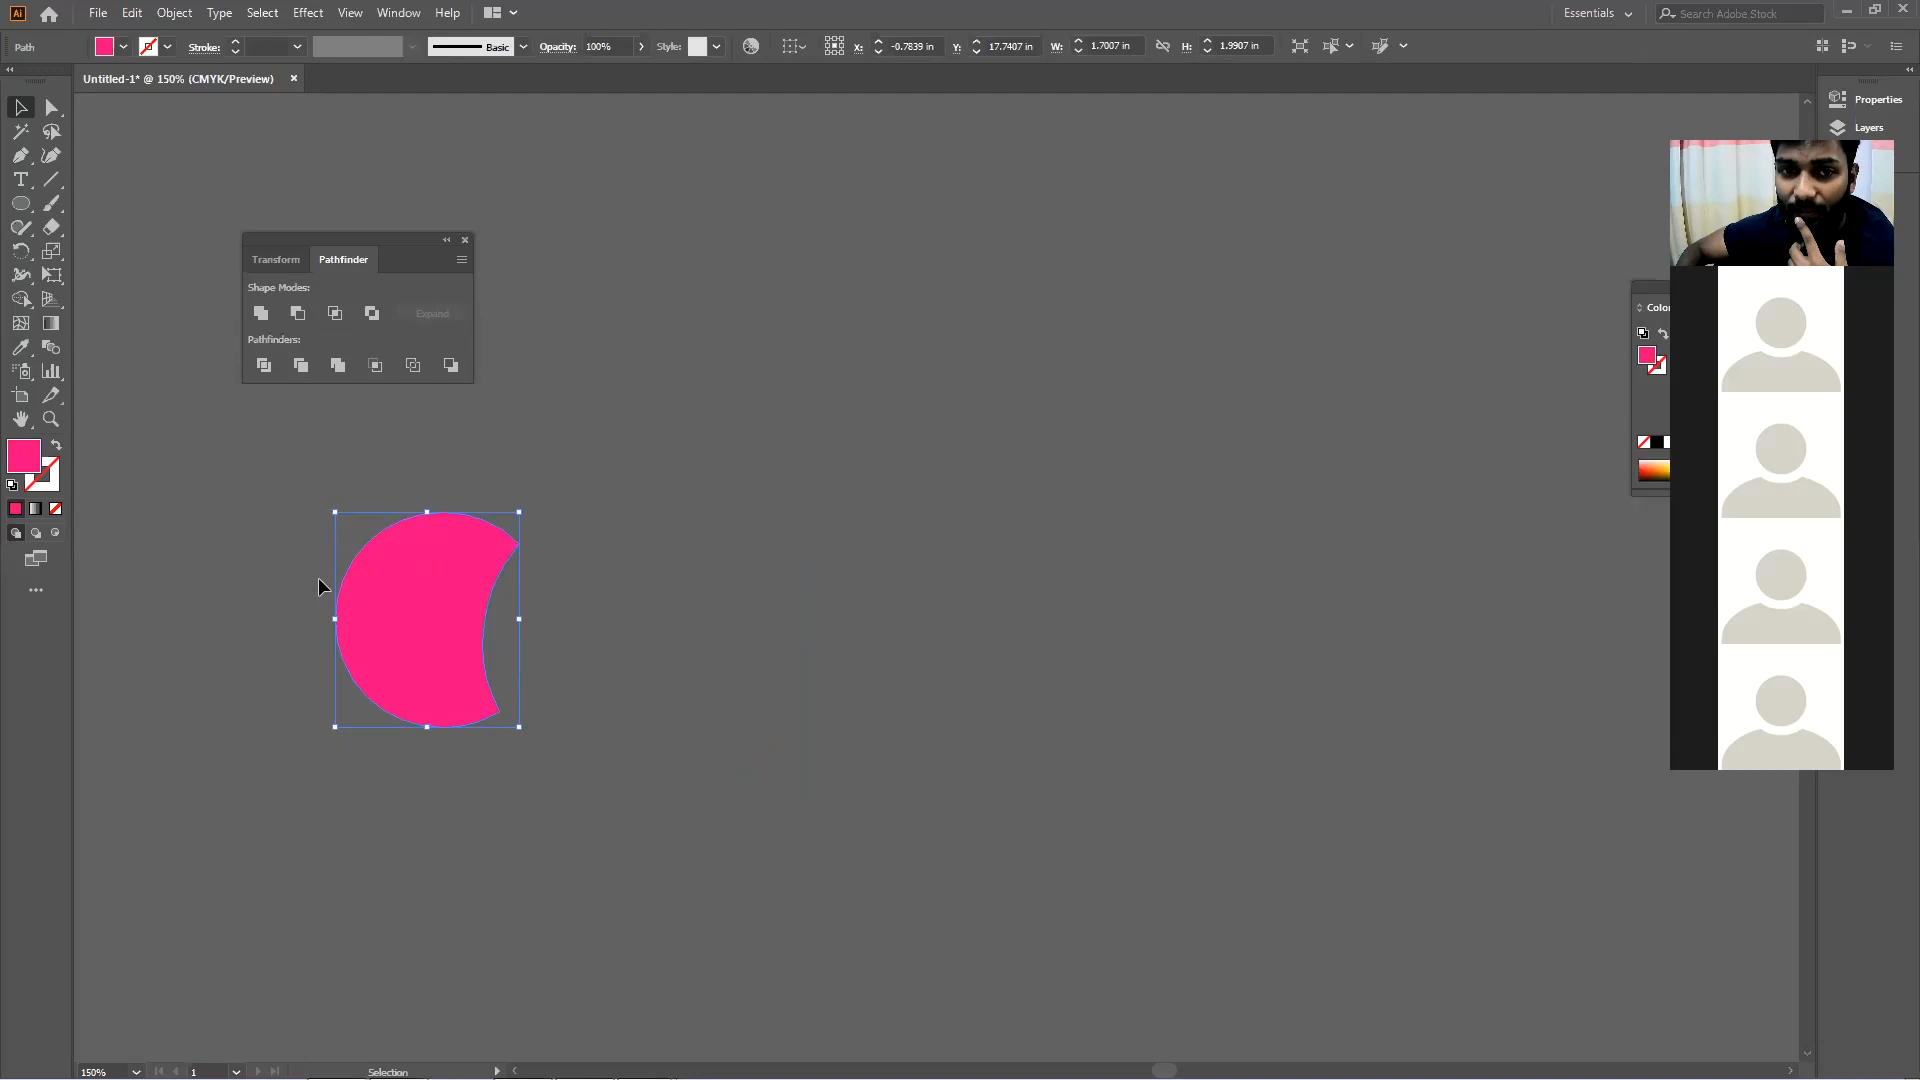 Ai File Edit Object Type Select Effect View Window Help Essentials Search Adobe Stock
Path Stroke: Basic Opacity: 100% Style: X: -0.7839 in Y: 17.7407 in W: 1.7007 in H: 1.9907 in
Untitled-1* @ 150% (CMYK/Preview)
Properties
Layers
Transform Pathfinder
Shape Modes:
Expand
Pathfinders:
Color
150% 1 Selection